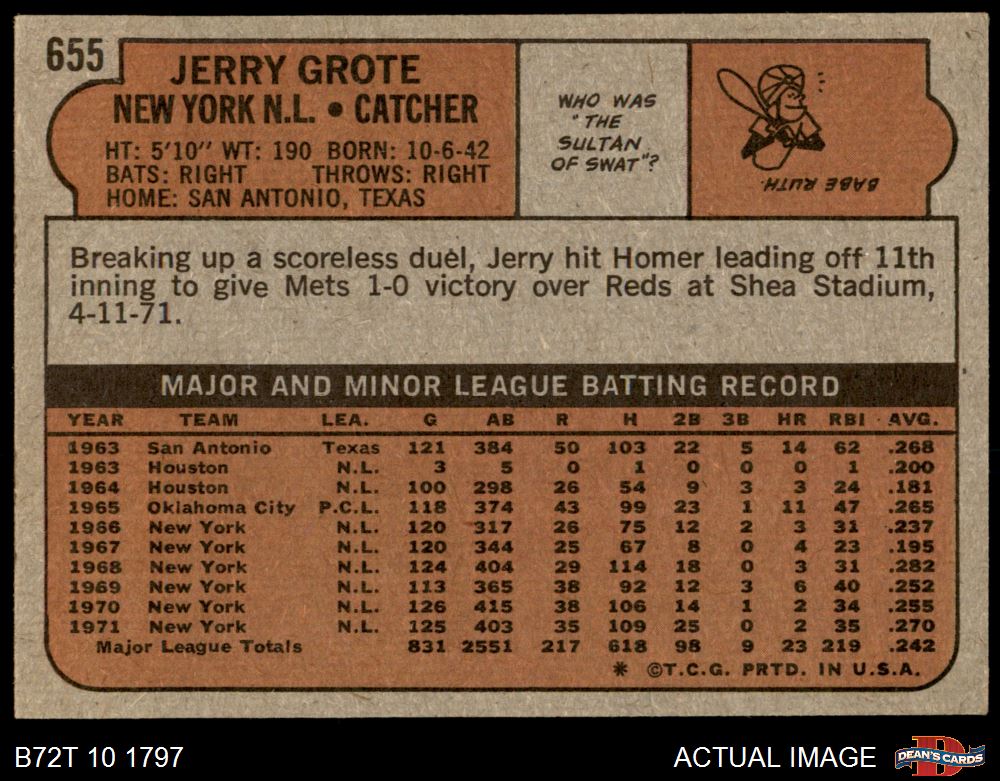 655
JERRY GROTE
NEW YORK N.L. • CATCHER
HT: 5'10" WT: 190 BORN: 10-6-42
BATS: RIGHT THROWS: RIGHT
HOME: SAN ANTONIO, TEXAS
WHO WAS
"THE
SULTAN
OF SWAT"?
BABE RUTH.
Breaking up a scoreless duel, Jerry hit Homer leading off 11th
inning to give Mets 1-0 victory over Reds at Shea Stadium,
4-11-71.
MAJOR AND MINOR LEAGUE BATTING RECORD
YEAR TEAM LEA. G AB R H 2B 3B HR RBI AVG.
1963 San Antonio Texas 121 384 50 103 22 5 14 62 .268
1963 Houston N.L. 3 5 0 1 0 0 0 1 .200
1964 Houston N.L. 100 298 26 54 9 3 3 24 .181
1965 Oklahoma City P.C.L. 118 374 43 99 23 1 11 47 .265
1966 New York N.L. 120 317 26 75 12 2 3 31 .237
1967 New York N.L. 120 344 25 67 8 0 4 23 .195
1968 New York N.L. 124 404 29 114 18 0 3 31 .282
1969 New York N.L. 113 365 38 92 12 3 6 40 .252
1970 New York N.L. 126 415 38 106 14 1 2 34 .255
1971 New York N.L. 125 403 35 109 25 0 2 35 .270
Major League Totals 831 2551 217 618 98 9 23 219 .242
* ©T.C.G. PRTD. IN U.S.A.
B72T 10 1797
ACTUAL IMAGE
D
DEAN'S CARDS